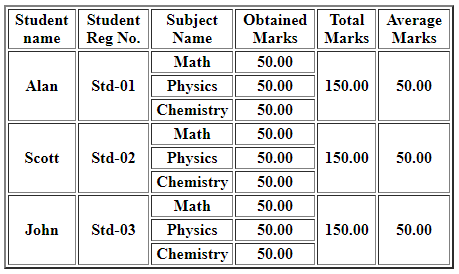 Student name Student Reg No. Subject Name Obtained Marks Total Marks Average Marks
Alan Std-01 Math 50.00 150.00 50.00
Physics 50.00
Chemistry 50.00
Scott Std-02 Math 50.00 150.00 50.00
Physics 50.00
Chemistry 50.00
John Std-03 Math 50.00 150.00 50.00
Physics 50.00
Chemistry 50.00